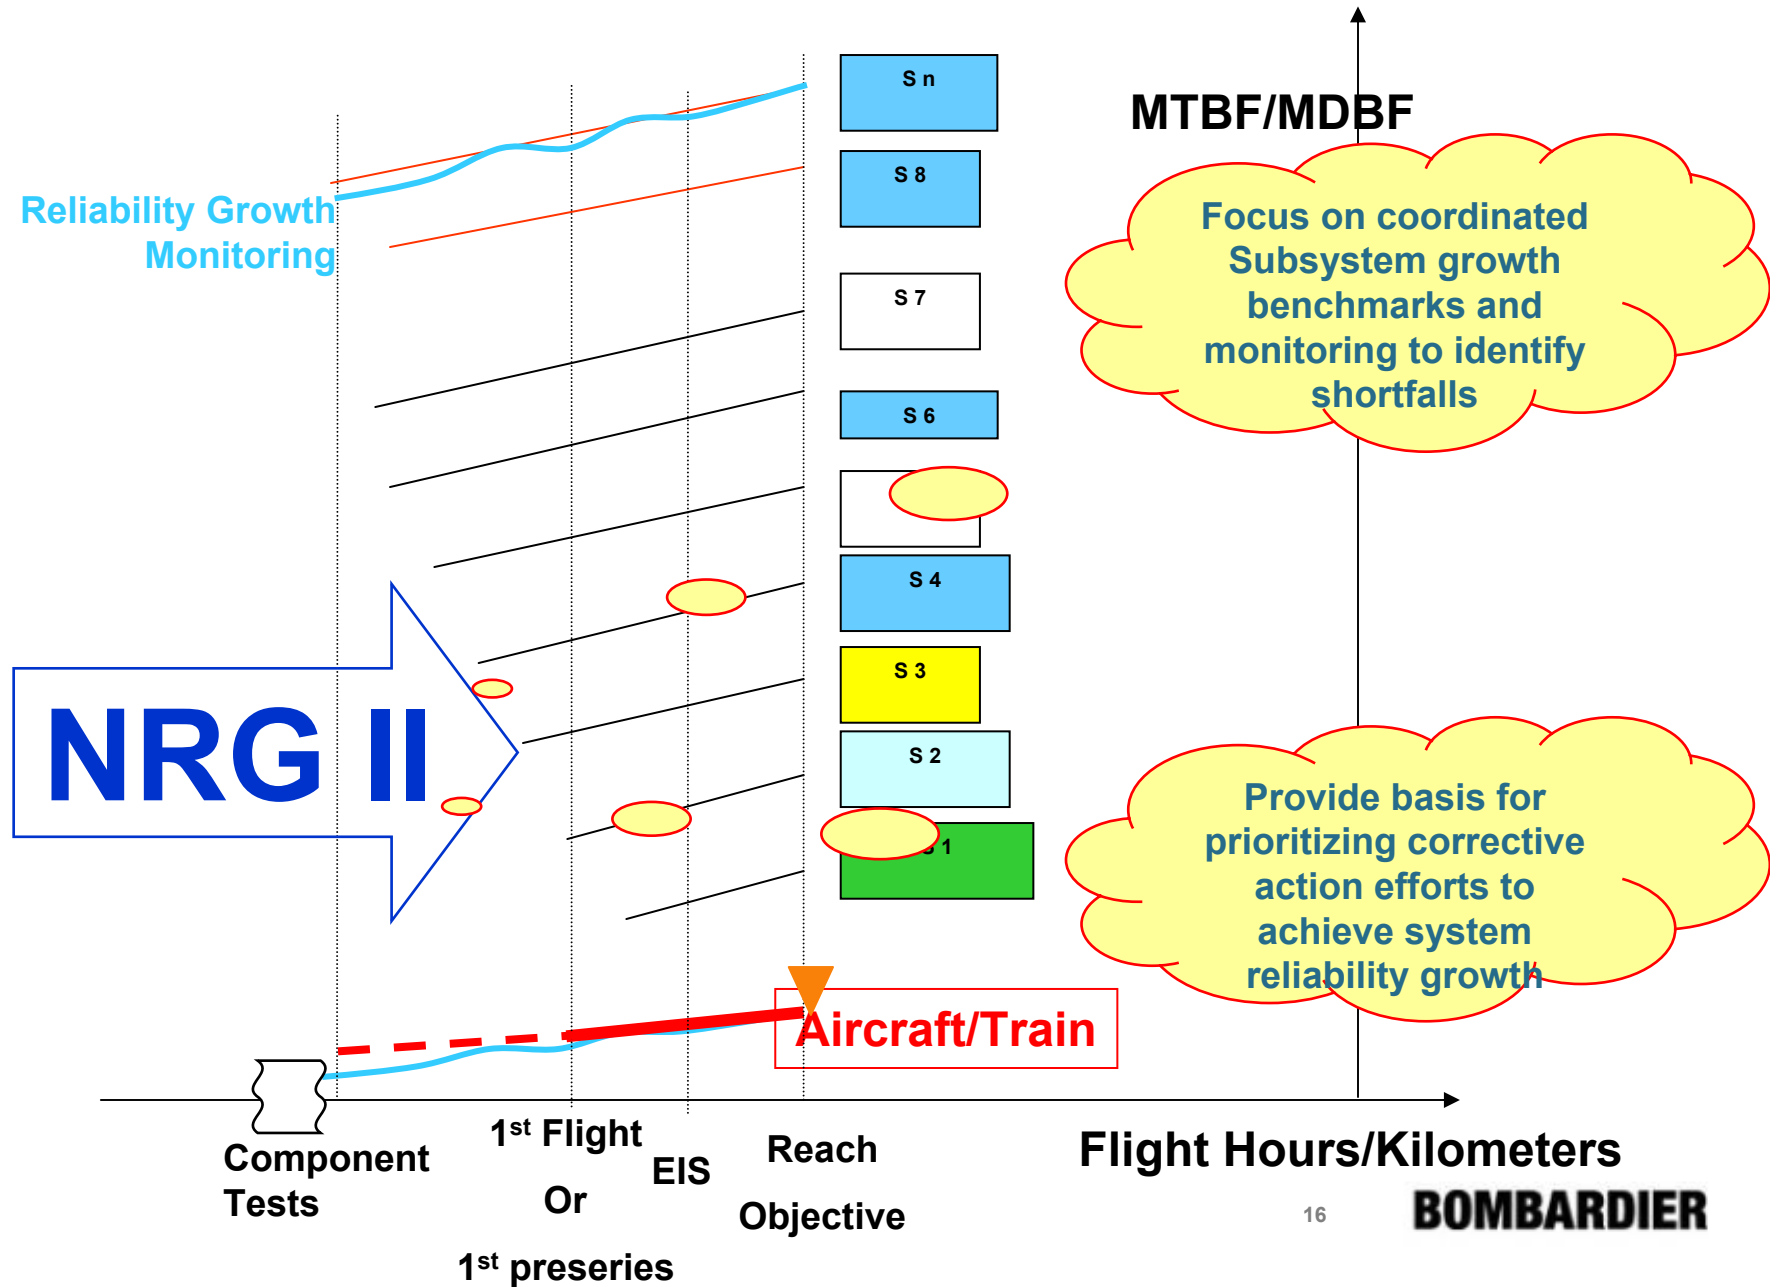 S n
MTBF/MDBF
S 8
Reliability Growth
Monitoring
Focus on coordinated
Subsystem growth
benchmarks and
monitoring to identify
shortfalls
S 7
S 6
S 4
S 3
NRG II
S 2
S 1
Provide basis for
prioritizing corrective
action efforts to
achieve system
reliability growth
Aircraft/Train
Component
Tests
1st Flight
Or
1st preseries
EIS
Reach
Objective
Flight Hours/Kilometers
16
BOMBARDIER